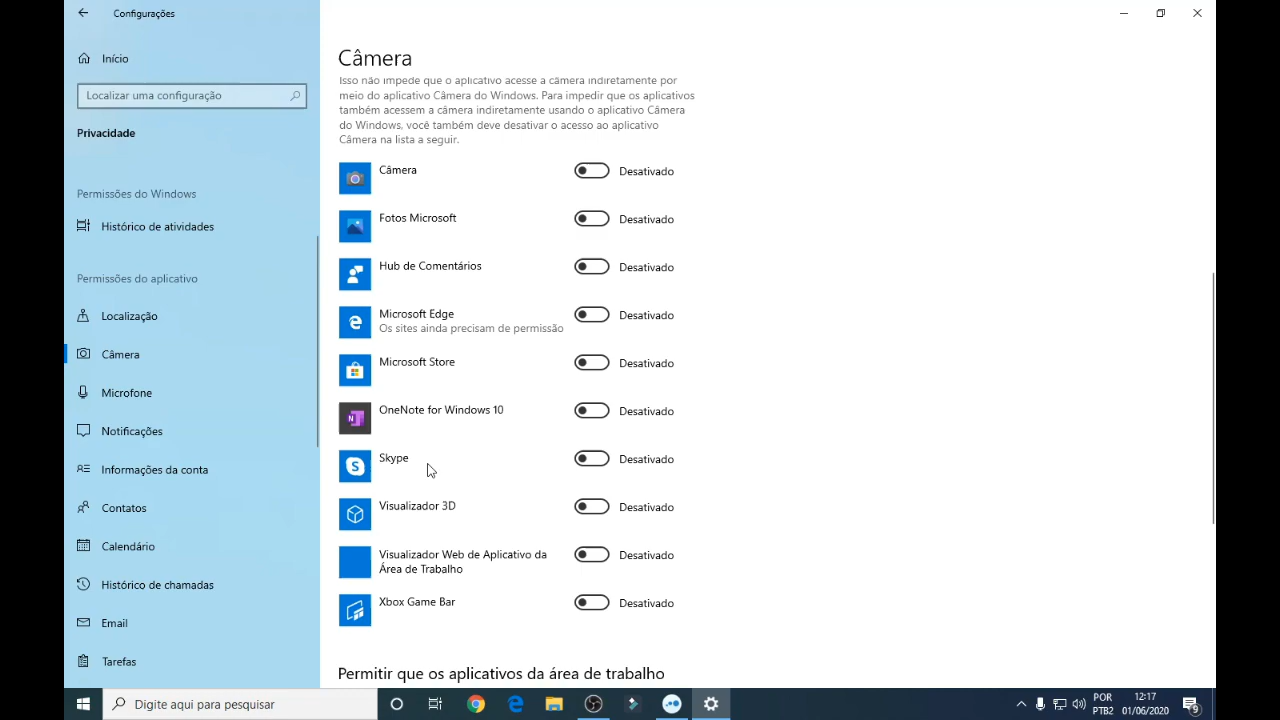 Configurações
Início
Localizar uma configuração
Privacidade
Permissões do Windows
Histórico de atividades
Permissões do aplicativo
Localização
Câmera
Microfone
Notificações
Informações da conta
Contatos
Calendário
Histórico de chamadas
Email
Tarefas
Câmera
Isso não impede que o aplicativo acesse a câmera indiretamente por
meio do aplicativo Câmera do Windows. Para impedir que os aplicativos
também acessem a câmera indiretamente usando o aplicativo Câmera
do Windows, você também deve desativar o acesso ao aplicativo
Câmera na lista a seguir.
Câmera Desativado
Fotos Microsoft Desativado
Hub de Comentários Desativado
Microsoft Edge Desativado
Os sites ainda precisam de permissão
Microsoft Store Desativado
OneNote for Windows 10 Desativado
Skype Desativado
Visualizador 3D Desativado
Visualizador Web de Aplicativo da Desativado
Área de Trabalho
Xbox Game Bar Desativado
Permitir que os aplicativos da área de trabalho
Digite aqui para pesquisar
POR 12:17
PTB2 01/06/2020
9